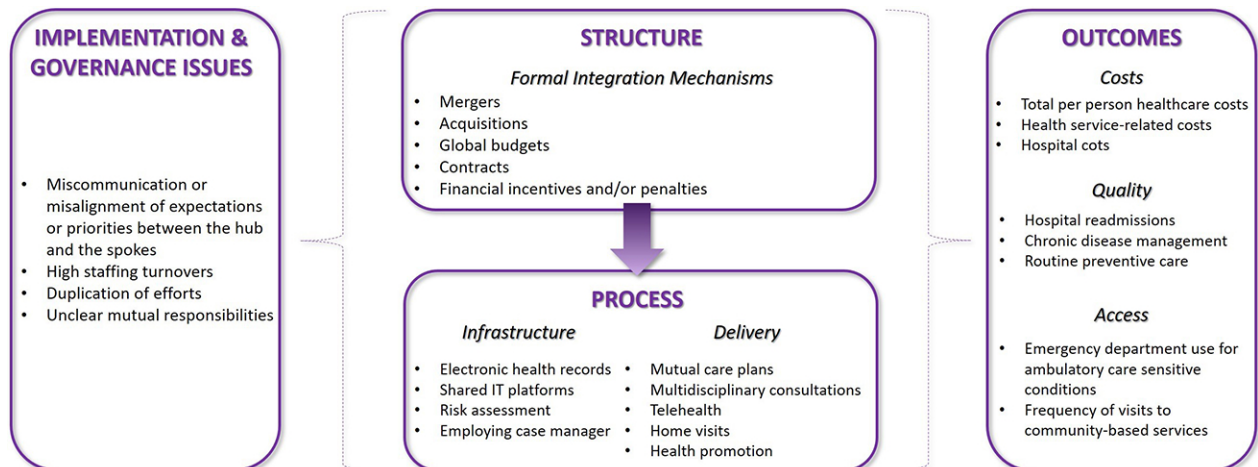 IMPLEMENTATION &
GOVERNANCE ISSUES
• Miscommunication or
misalignment of expectations
or priorities between the hub
and the spokes
• High staffing turnovers
• Duplication of efforts
• Unclear mutual responsibilities
STRUCTURE
Formal Integration Mechanisms
• Mergers
• Acquisitions
• Global budgets
• Contracts
• Financial incentives and/or penalties
PROCESS
Infrastructure
• Electronic health records
• Shared IT platforms
• Risk assessment
• Employing case manager
Delivery
• Mutual care plans
• Multidisciplinary consultations
• Telehealth
• Home visits
• Health promotion
OUTCOMES
Costs
• Total per person healthcare costs
• Health service-related costs
• Hospital cots
Quality
• Hospital readmissions
• Chronic disease management
• Routine preventive care
Access
• Emergency department use for
ambulatory care sensitive
conditions
• Frequency of visits to
community-based services